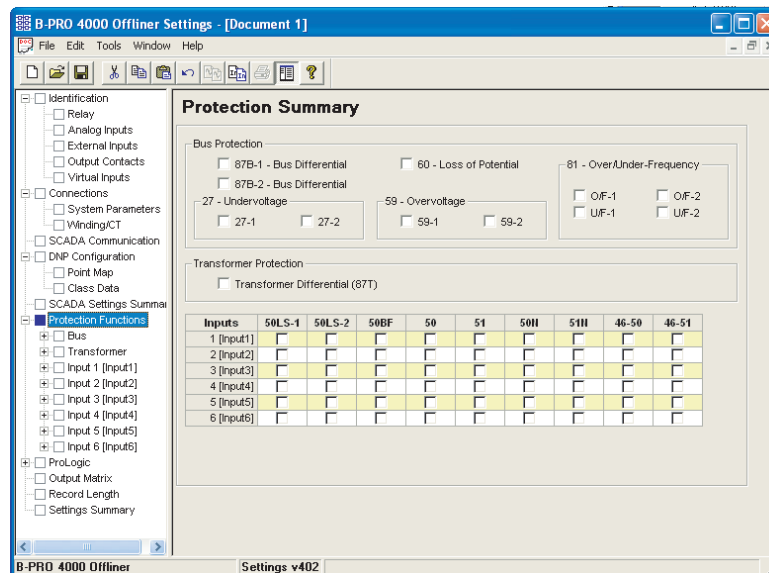 B-PRO 4000 Offliner Settings - [Document 1]
File Edit Tools Window Help
Identification
Relay
Analog Inputs
External Inputs
Output Contacts
Virtual Inputs
Connections
System Parameters
Winding/CT
SCADA Communication
DNP Configuration
Point Map
Class Data
SCADA Settings Summar
Protection Functions
Bus
Transformer
Input 1 [Input1]
Input 2 [Input2]
Input 3 [Input3]
Input 4 [Input4]
Input 5 [Input5]
Input 6 [Input6]
ProLogic
Output Matrix
Record Length
Settings Summary
Protection Summary
Bus Protection
87B-1 - Bus Differential
87B-2 - Bus Differential
60 - Loss of Potential
27 - Undervoltage
27-1 27-2
59 - Overvoltage
59-1 59-2
81 - Over/Under-Frequency
O/F-1 O/F-2
U/F-1 U/F-2
Transformer Protection
Transformer Differential (87T)
Inputs 50LS-1 50LS-2 50BF 50 51 50N 51N 46-50 46-51
1 [Input1]
2 [Input2]
3 [Input3]
4 [Input4]
5 [Input5]
6 [Input6]
B-PRO 4000 Offliner Settings v402